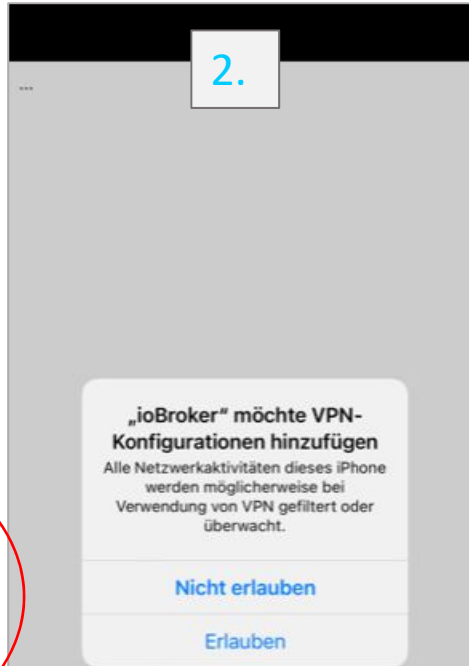 2.
...
„ioBroker“ möchte VPN-
Konfigurationen hinzufügen
Alle Netzwerkaktivitäten dieses iPhone
werden möglicherweise bei
Verwendung von VPN gefiltert oder
überwacht.
Nicht erlauben
Erlauben